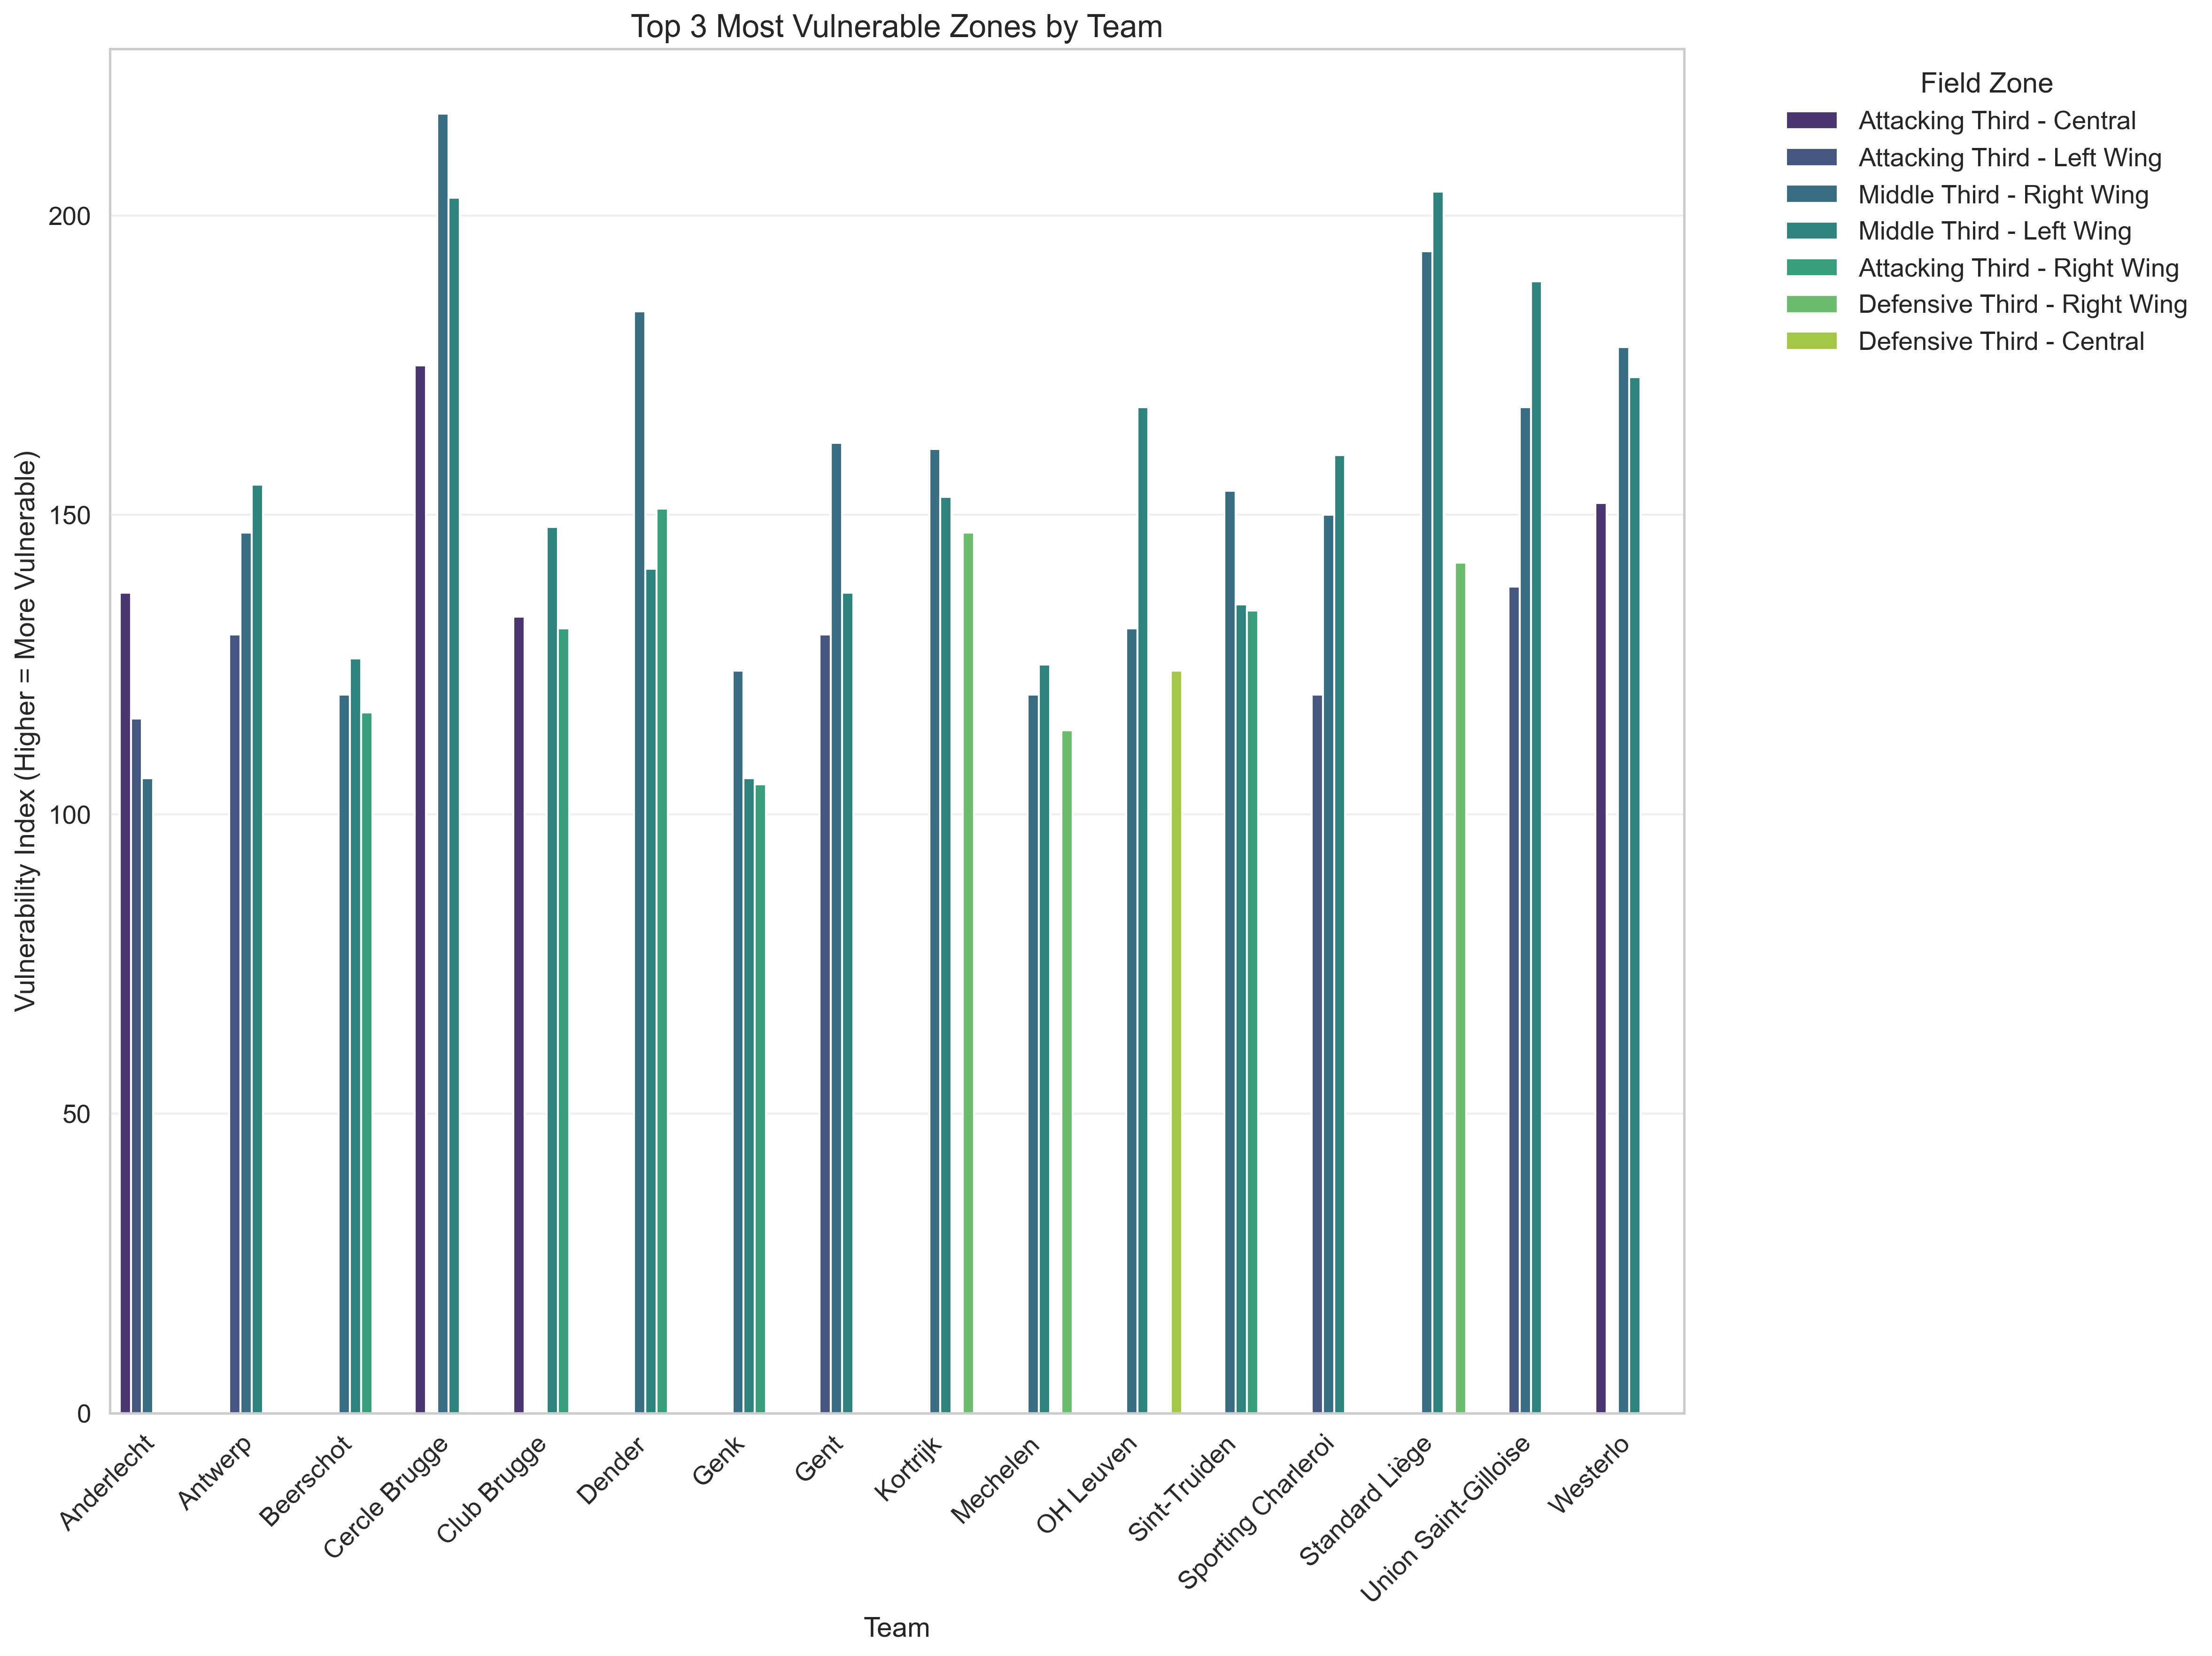 Top 3 Most Vulnerable Zones by Team
Vulnerability Index (Higher = More Vulnerable)
200
150
100
50
0
Anderlecht
Antwerp
Beerschot
Cercle Brugge
Club Brugge
Dender
Genk
Gent
Kortrijk
Mechelen
OH Leuven
Sint-Truiden
Sporting Charleroi
Standard Liège
Union Saint-Gilloise
Westerlo
Team
Field Zone
Attacking Third - Central
Attacking Third - Left Wing
Middle Third - Right Wing
Middle Third - Left Wing
Attacking Third - Right Wing
Defensive Third - Right Wing
Defensive Third - Central